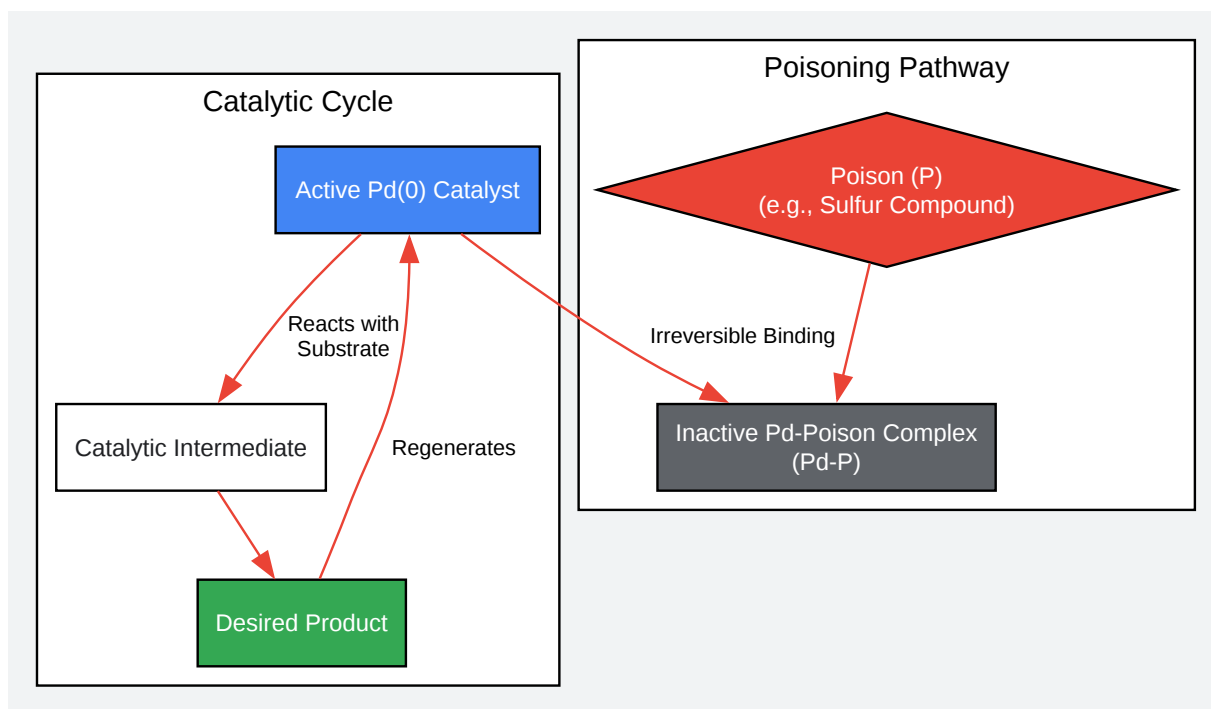 Catalytic Cycle
Active Pd(0) Catalyst
Reacts with
Substrate
Catalytic Intermediate
Regenerates
Desired Product
Poisoning Pathway
Poison (P)
(e.g., Sulfur Compound)
Irreversible Binding
Inactive Pd-Poison Complex
(Pd-P)